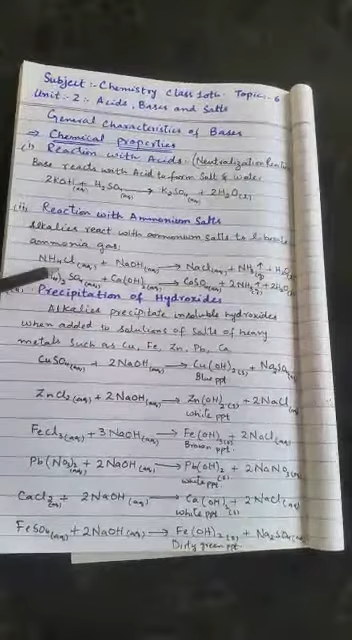 Subject :- Chemistry Class 10th. Topic:- 6
Unit :- 2 :. Acids, Bases and Salts
General Characteristics of Bases
⇒ Chemical properties
(i) Reaction with Acids :- (Neutralization
Base reacts with Acid to form Salt & Water
2KOH(aq) + H2SO4(aq) → K2SO4(aq) + 2H2O(l)
(ii) Reaction with Ammonium Salts
Alkalies react with ammonium salts to
ammonia gas.
NH4Cl(aq) + NaOH(aq) → NaCl(aq) + NH3↑(g) + H2O
)2 SO4(aq) + Ca(OH)2(aq) → CaSO4(aq) + 2NH3↑(g) + 2H2O
Precipitation of Hydroxides
Alkalies precipitate insoluble hydroxides
when added to solutions of salts of heavy
metals such as Cu, Fe, Zn, Pb, Ca
CuSO4(aq) + 2NaOH(aq) → Cu(OH)2(s) + Na2SO4
Blue ppt
ZnCl2(aq) + 2NaOH(aq) → Zn(OH)2(s) + 2NaCl(aq)
White ppt
FeCl3(aq) + 3NaOH(aq) → Fe(OH)3(s) + 2NaCl(aq)
Brown ppt.
Pb(NO3)2 + 2NaOH(aq) → Pb(OH)2(s) + 2NaNO3
White ppt
CaCl2 + 2NaOH(aq) → Ca(OH)2(s) + 2NaCl(aq)
White ppt
FeSO4(aq) + 2NaOH(aq) → Fe(OH)2(s) + Na2SO4(aq)
Dirty green ppt.